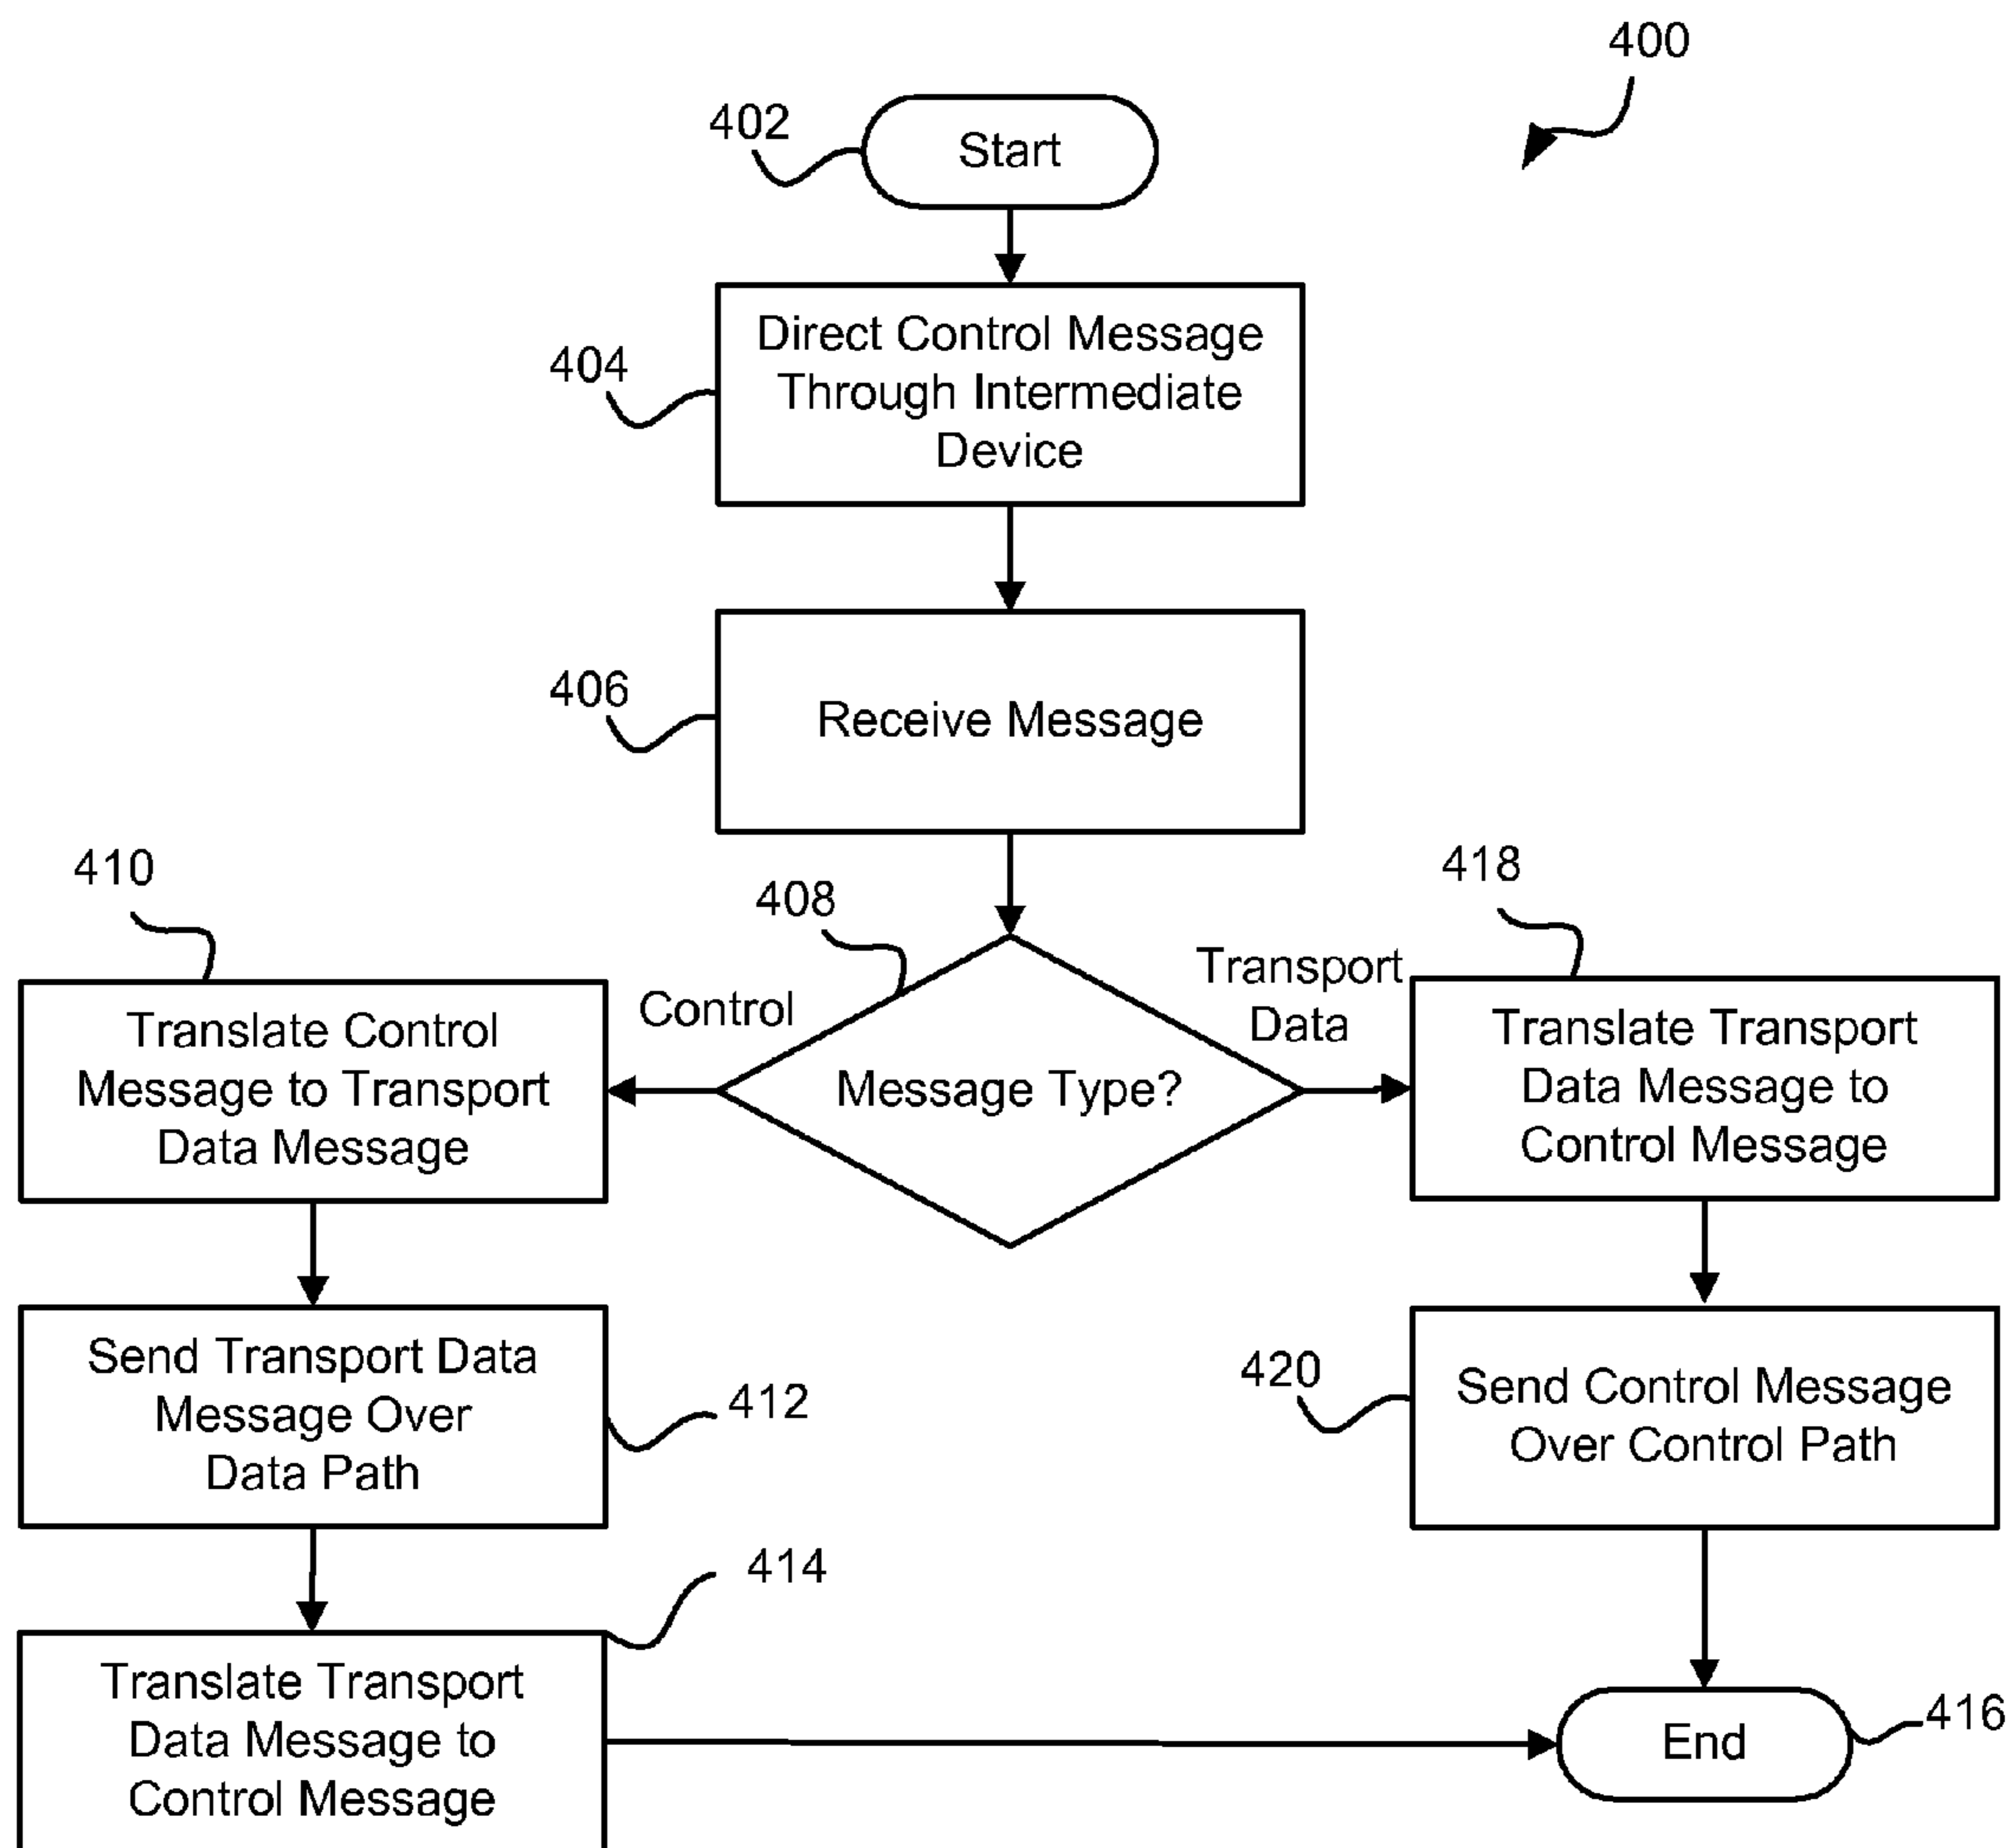 400
402
Start
404
Direct Control Message
Through Intermediate
Device
406
Receive Message
410
408
418
Control
Transport
Data
Translate Control
Message to Transport
Data Message
Message Type?
Translate Transport
Data Message to
Control Message
Send Transport Data
Message Over
Data Path
412
420
Send Control Message
Over Control Path
414
Translate Transport
Data Message to
Control Message
End
416